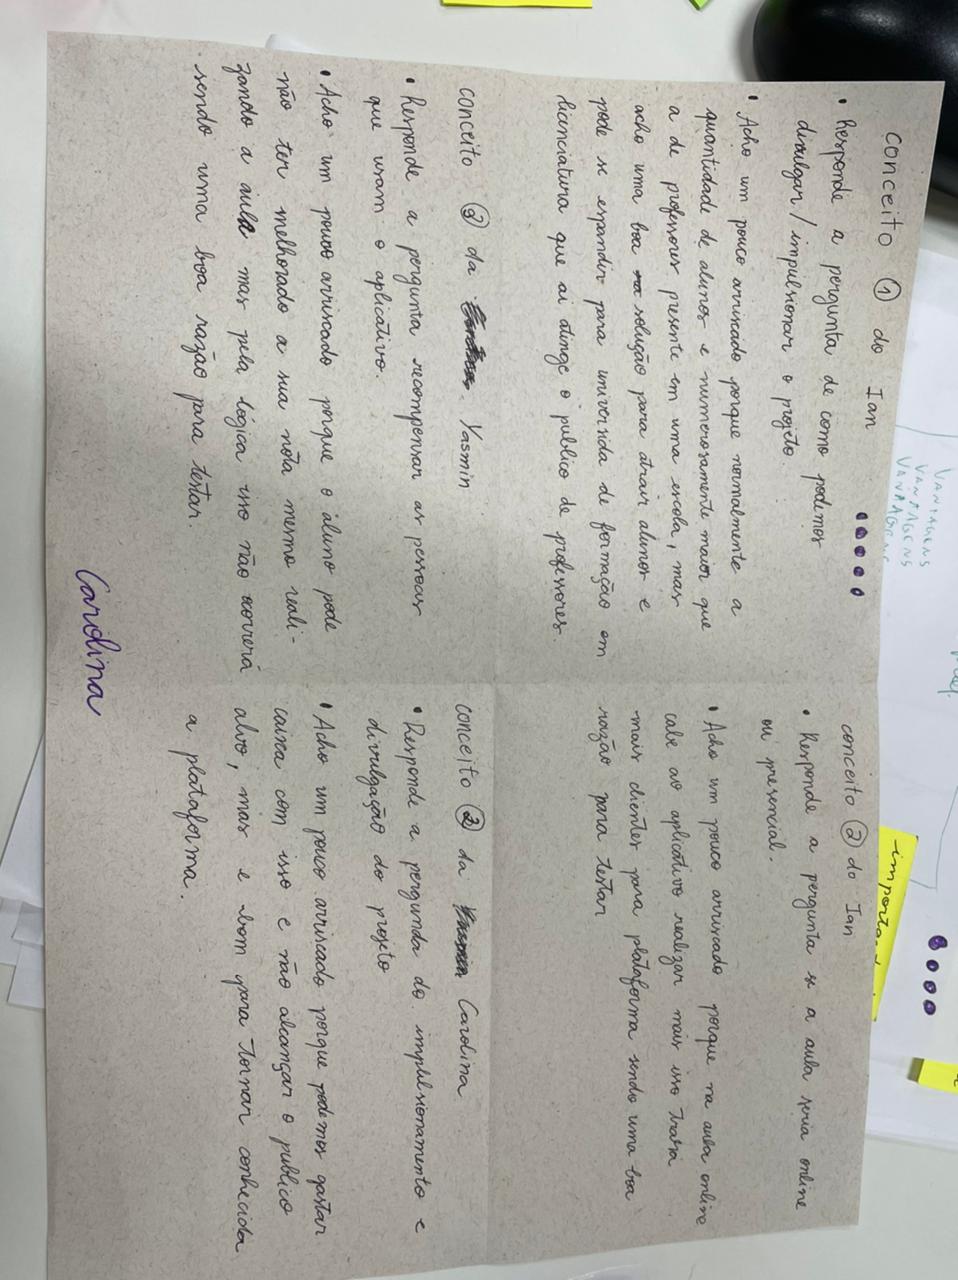 VANTAGENS
VANTAGENS
VANTAGENS
conceito 1 do Ian
• Responde a pergunta de como podemos
divulgar/impulsionar o projeto.
• Acho um pouco arriscado porque normalmente a
quantidade de alunos e numerosamente maior que
a de professores presente em uma escola, mas
acho uma boa solução para atrair alunos e
pode se espandir para universida de formação em
licenciatura que ai atinge o publico de professores.
conceito 2 do Ian
• Responde a pergunta se a aula seria online
ou presencial.
• Acho um pouco arriscado porque na aula online
cabe ao aplicativo realizar mais isso traria
mais clientes para plataforma sendo uma boa
razão para testar
conceito da Yasmin
• Responde a pergunta recompensar as pessoas
que usam o aplicativo.
• Acho um pouco arriscado porque o aluno pode
não ter melhorado a sua nota mesmo reali-
zando a aula mas pela lógica isso não ocorrerá
sendo uma boa razão para testar.
conceito 2 da Carolina
• Responde a pergunda do implulsionamento e
divulgação do projeto
• Acho um pouco arriscado porque podemos gastar
caixa com isso e não alcançar o publico
alvo, mas e bom para tornar conhecida
a plataforma.
Carolina